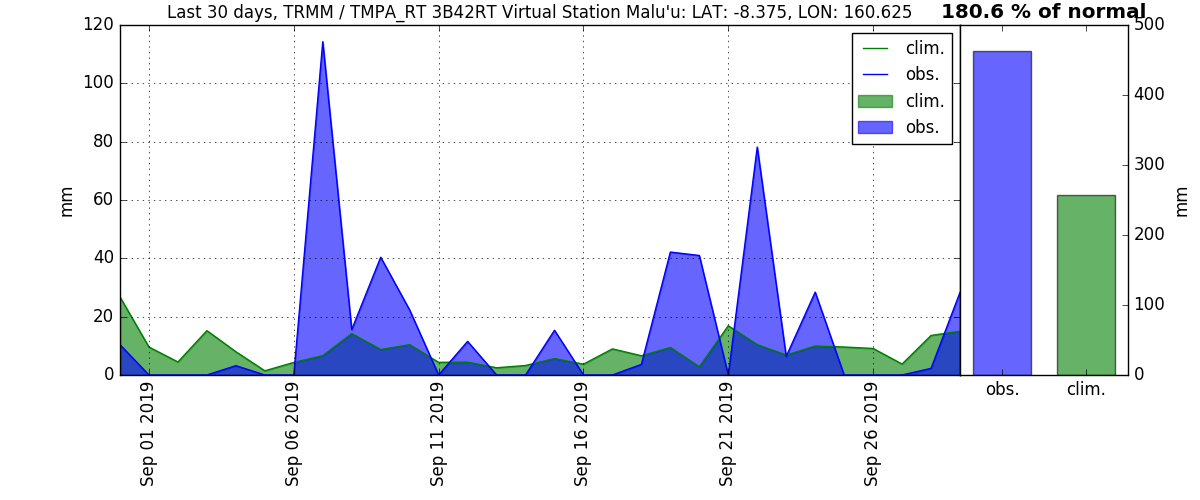 Last 30 days, TRMM / TMPA_RT 3B42RT Virtual Station Malu'u: LAT: -8.375, LON: 160.625
180.6 % of normal
120
100
80
60
40
20
0
mm
clim.
obs.
clim.
obs.
500
400
300
200
100
0
mm
Sep 01 2019
Sep 06 2019
Sep 11 2019
Sep 16 2019
Sep 21 2019
Sep 26 2019
obs.
clim.